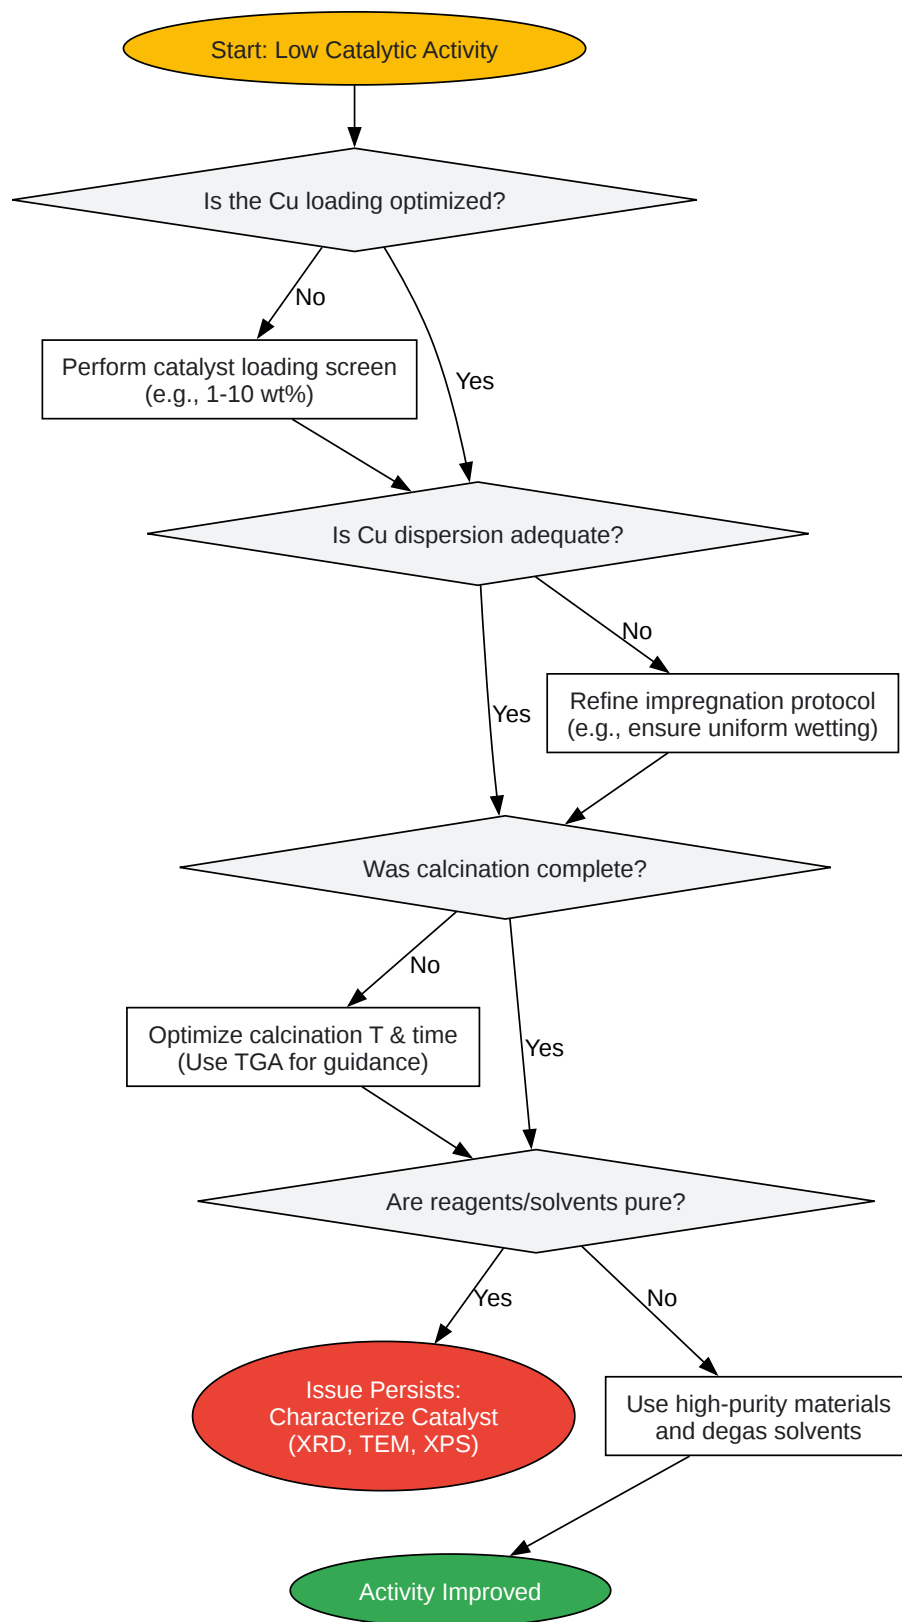 Start: Low Catalytic Activity
Is the Cu loading optimized?
No
Perform catalyst loading screen
(e.g., 1-10 wt%)
Yes
Is Cu dispersion adequate?
No
Refine impregnation protocol
(e.g., ensure uniform wetting)
Yes
Was calcination complete?
No
Optimize calcination T & time
(Use TGA for guidance)
Yes
Are reagents/solvents pure?
Yes
No
Issue Persists:
Characterize Catalyst
(XRD, TEM, XPS)
Use high-purity materials
and degas solvents
Activity Improved